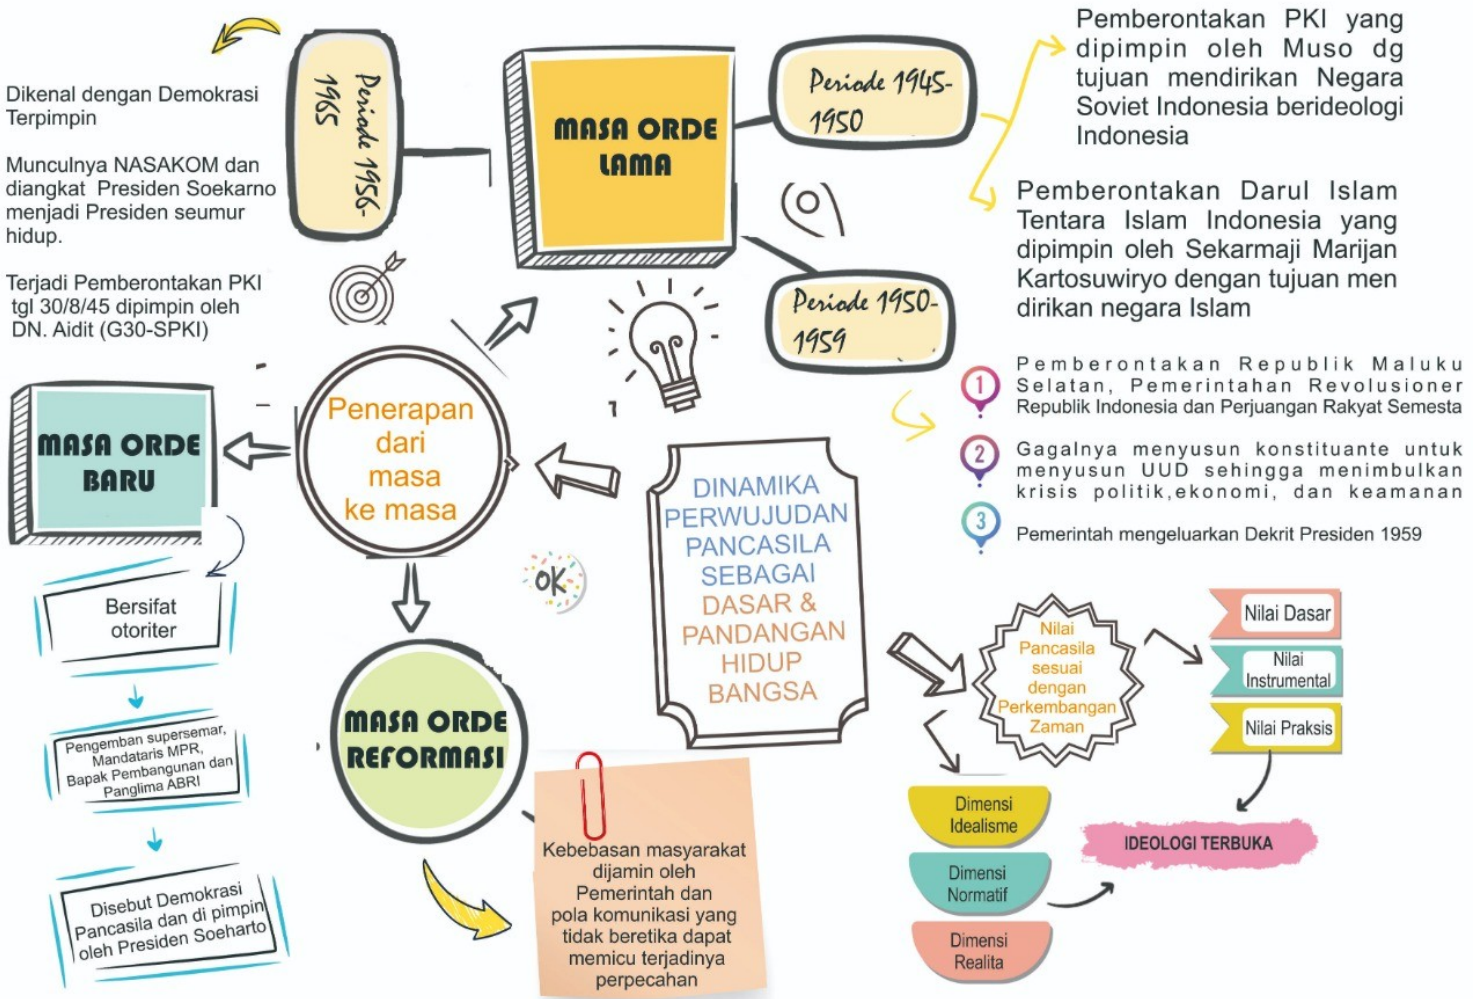 DINAMIKA
PERWUJUDAN
PANCASILA
SEBAGAI
DASAR &
PANDANGAN
HIDUP
BANGSA
Penerapan
dari
masa
ke masa
MASA ORDE
LAMA
Periode 1945-
1950
Pemberontakan PKI yang
dipimpin oleh Muso dg
tujuan mendirikan Negara
Soviet Indonesia berideologi
Indonesia
Pemberontakan Darul Islam
Tentara Islam Indonesia yang
dipimpin oleh Sekarmaji Marijan
Kartosuwiryo dengan tujuan men
dirikan negara Islam
Periode 1950-
1959
1
Pemberontakan Republik Maluku
Selatan, Pemerintahan Revolusioner
Republik Indonesia dan Perjuangan Rakyat Semesta
2
Gagalnya menyusun konstituante untuk
menyusun UUD sehingga menimbulkan
krisis politik,ekonomi, dan keamanan
3
Pemerintah mengeluarkan Dekrit Presiden 1959
Periode 1956-
1965
Dikenal dengan Demokrasi
Terpimpin
Munculnya NASAKOM dan
diangkat Presiden Soekarno
menjadi Presiden seumur
hidup.
Terjadi Pemberontakan PKI
tgl 30/8/45 dipimpin oleh
DN. Aidit (G30-SPKI)
MASA ORDE
BARU
Bersifat
otoriter
Pengemban supersemar,
Mandataris MPR,
Bapak Pembangunan dan
Panglima ABRI
Disebut Demokrasi
Pancasila dan di pimpin
oleh Presiden Soeharto
OK
MASA ORDE
REFORMASI
Kebebasan masyarakat
dijamin oleh
Pemerintah dan
pola komunikasi yang
tidak beretika dapat
memicu terjadinya
perpecahan
Nilai
Pancasila
sesuai
dengan
Perkembangan
Zaman
Nilai Dasar
Nilai
Instrumental
Nilai Praksis
Dimensi
Idealisme
Dimensi
Normatif
Dimensi
Realita
IDEOLOGI TERBUKA